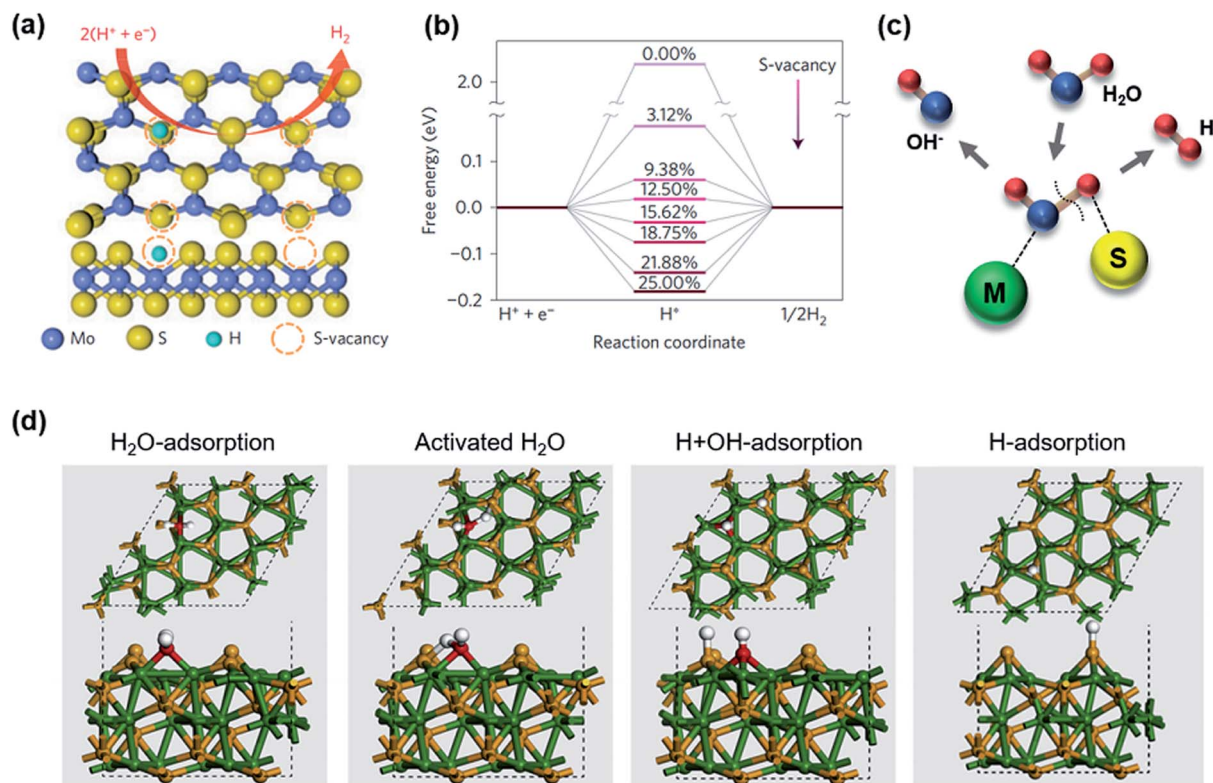 (a)
2(H⁺ + e⁻)
H₂
Mo
S
H
S-vacancy
(b)
Free energy (eV)
2.0
0.1
0.0
−0.1
−0.2
0.00%
3.12%
9.38%
12.50%
15.62%
18.75%
21.88%
25.00%
S-vacancy
H⁺ + e⁻
H*
1/2H₂
Reaction coordinate
(c)
H₂O
OH⁻
H
M
S
(d)
H₂O-adsorption
Activated H₂O
H+OH-adsorption
H-adsorption